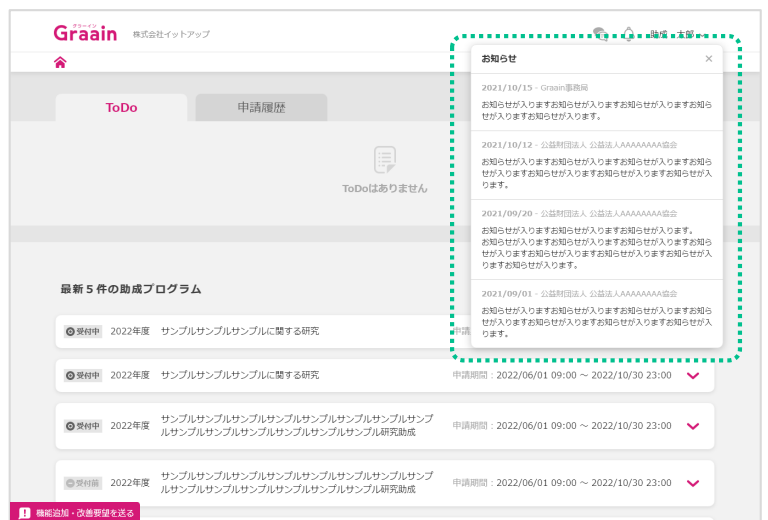 グラーイン
Graain
株式会社イットアップ
助成 太郎
ToDo
申請履歴
ToDoはありません
お知らせ
×
2021/10/15 - Graain事務局
お知らせが入りますお知らせが入りますお知らせが入りますお知ら
せが入りますお知らせが入ります。
2021/10/12 - 公益財団法人 公益法人AAAAAAAA協会
お知らせが入りますお知らせが入りますお知らせが入りますお知ら
せが入りますお知らせが入りますお知らせが入りますお知らせが入
ります。
2021/09/20 - 公益財団法人 公益法人AAAAAAAA協会
お知らせが入りますお知らせが入りますお知らせが入ります。
お知らせが入りますお知らせが入りますお知らせが入りますお知ら
せが入りますお知らせが入りますお知らせが入りますお知らせが入
りますお知らせが入ります。
2021/09/01 - 公益財団法人 公益法人AAAAAAAA協会
お知らせが入りますお知らせが入りますお知らせが入りますお知ら
せが入りますお知らせが入りますお知らせが入りますお知らせが入
ります。
最新５件の助成プログラム
受付中 2022年度 サンプルサンプルサンプルに関する研究 申請
受付中 2022年度 サンプルサンプルサンプルに関する研究 申請期間：2022/06/01 09:00 ～ 2022/10/30 23:00
受付中 2022年度 サンプルサンプルサンプルサンプルサンプルサンプルサンプルサンプ
ルサンプルサンプルサンプルサンプルサンプルサンプル研究助成 申請期間：2022/06/01 09:00 ～ 2022/10/30 23:00
受付前 2022年度 サンプルサンプルサンプルサンプルサンプルサンプルサンプルサンプ
ルサンプルサンプルサンプルサンプルサンプルサンプル研究助成 申請期間：2022/06/01 09:00 ～ 2022/10/30 23:00
機能追加・改善要望を送る